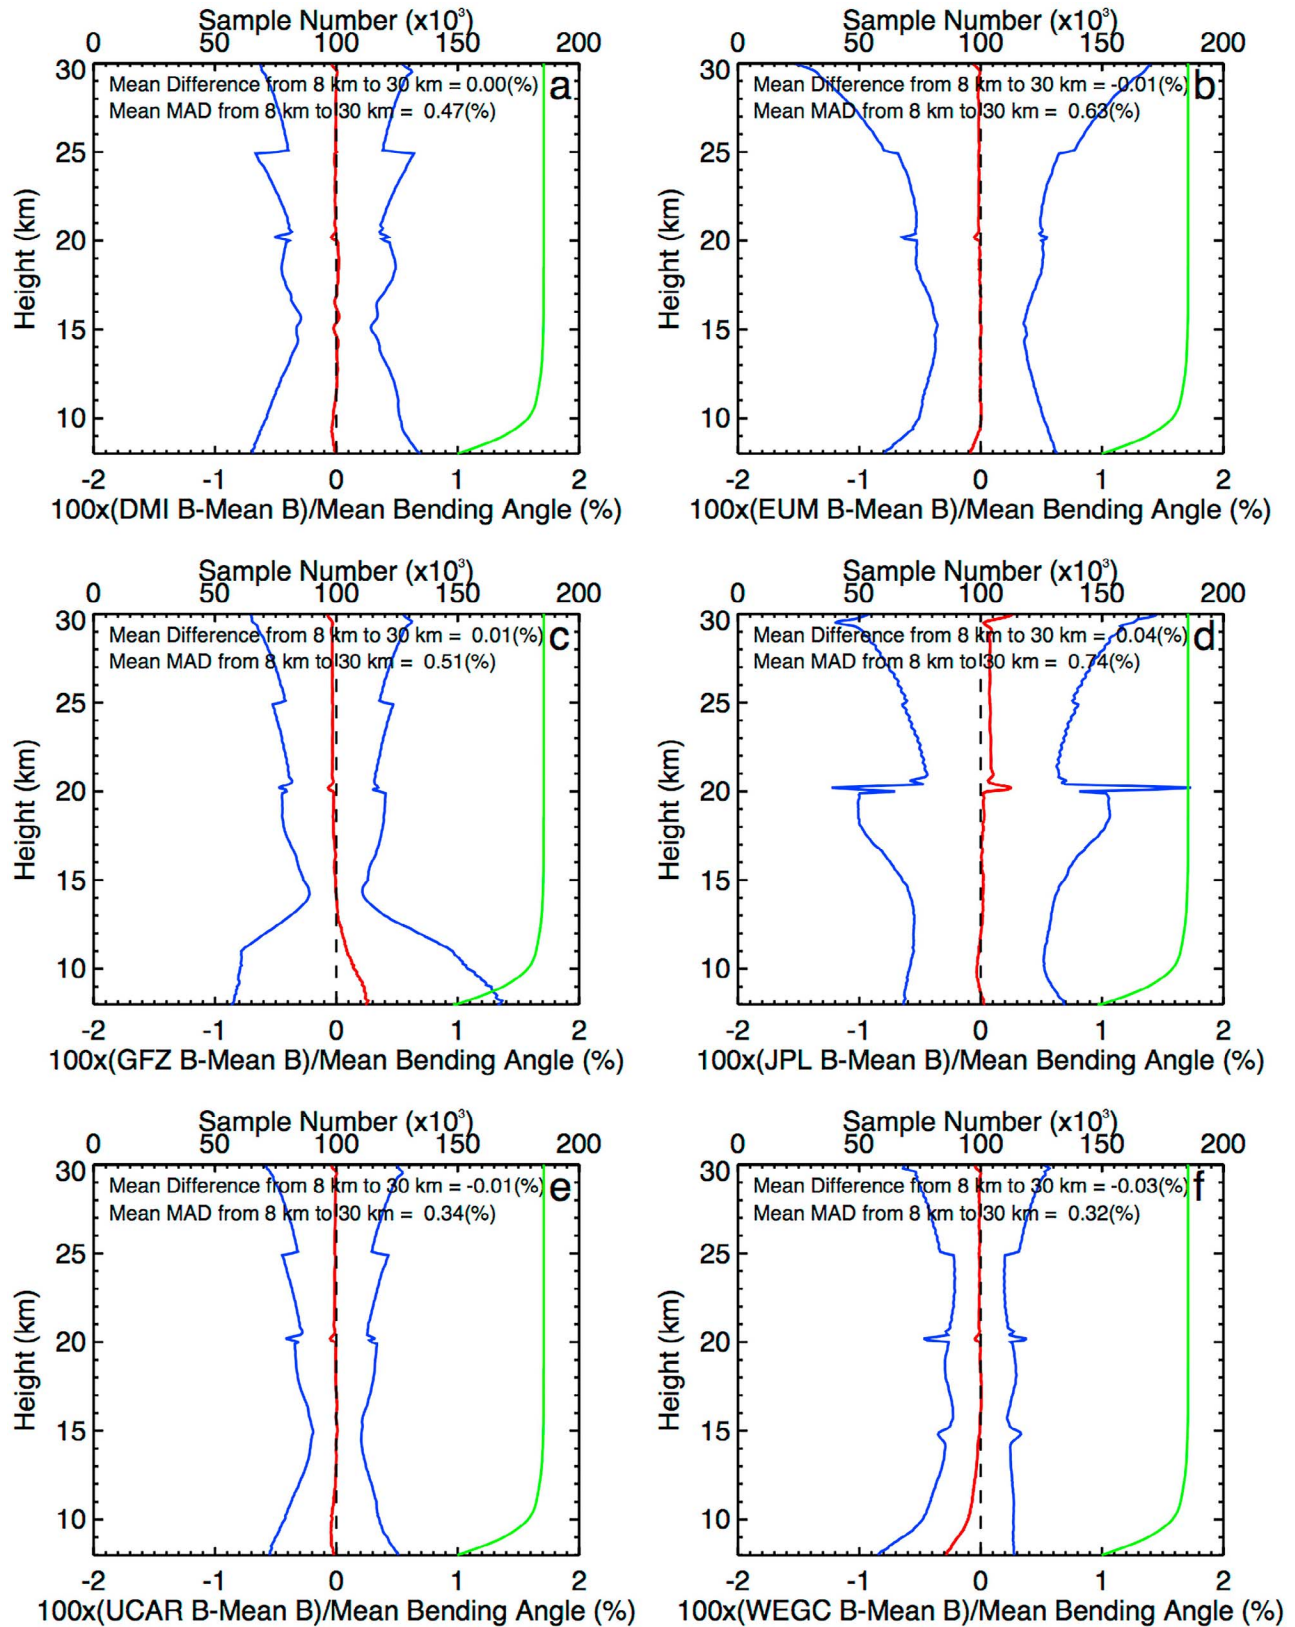 Sample Number (x10³)
0 50 100 150 200
30
25
20
15
10
Height (km)
Mean Difference from 8 km to 30 km = 0.00(%)
Mean MAD from 8 km to 30 km = 0.47(%)
a
-2 -1 0 1 2
100x(DMI B-Mean B)/Mean Bending Angle (%)
Sample Number (x10³)
0 50 100 150 200
30
25
20
15
10
Height (km)
Mean Difference from 8 km to 30 km = -0.01(%)
Mean MAD from 8 km to 30 km = 0.63(%)
b
-2 -1 0 1 2
100x(EUM B-Mean B)/Mean Bending Angle (%)
Sample Number (x10³)
0 50 100 150 200
30
25
20
15
10
Height (km)
Mean Difference from 8 km to 30 km = 0.01(%)
Mean MAD from 8 km to 30 km = 0.51(%)
c
-2 -1 0 1 2
100x(GFZ B-Mean B)/Mean Bending Angle (%)
Sample Number (x10³)
0 50 100 150 200
30
25
20
15
10
Height (km)
Mean Difference from 8 km to 30 km = 0.04(%)
Mean MAD from 8 km to 30 km = 0.74(%)
d
-2 -1 0 1 2
100x(JPL B-Mean B)/Mean Bending Angle (%)
Sample Number (x10³)
0 50 100 150 200
30
25
20
15
10
Height (km)
Mean Difference from 8 km to 30 km = -0.01(%)
Mean MAD from 8 km to 30 km = 0.34(%)
e
-2 -1 0 1 2
100x(UCAR B-Mean B)/Mean Bending Angle (%)
Sample Number (x10³)
0 50 100 150 200
30
25
20
15
10
Height (km)
Mean Difference from 8 km to 30 km = -0.03(%)
Mean MAD from 8 km to 30 km = 0.32(%)
f
-2 -1 0 1 2
100x(WEGC B-Mean B)/Mean Bending Angle (%)